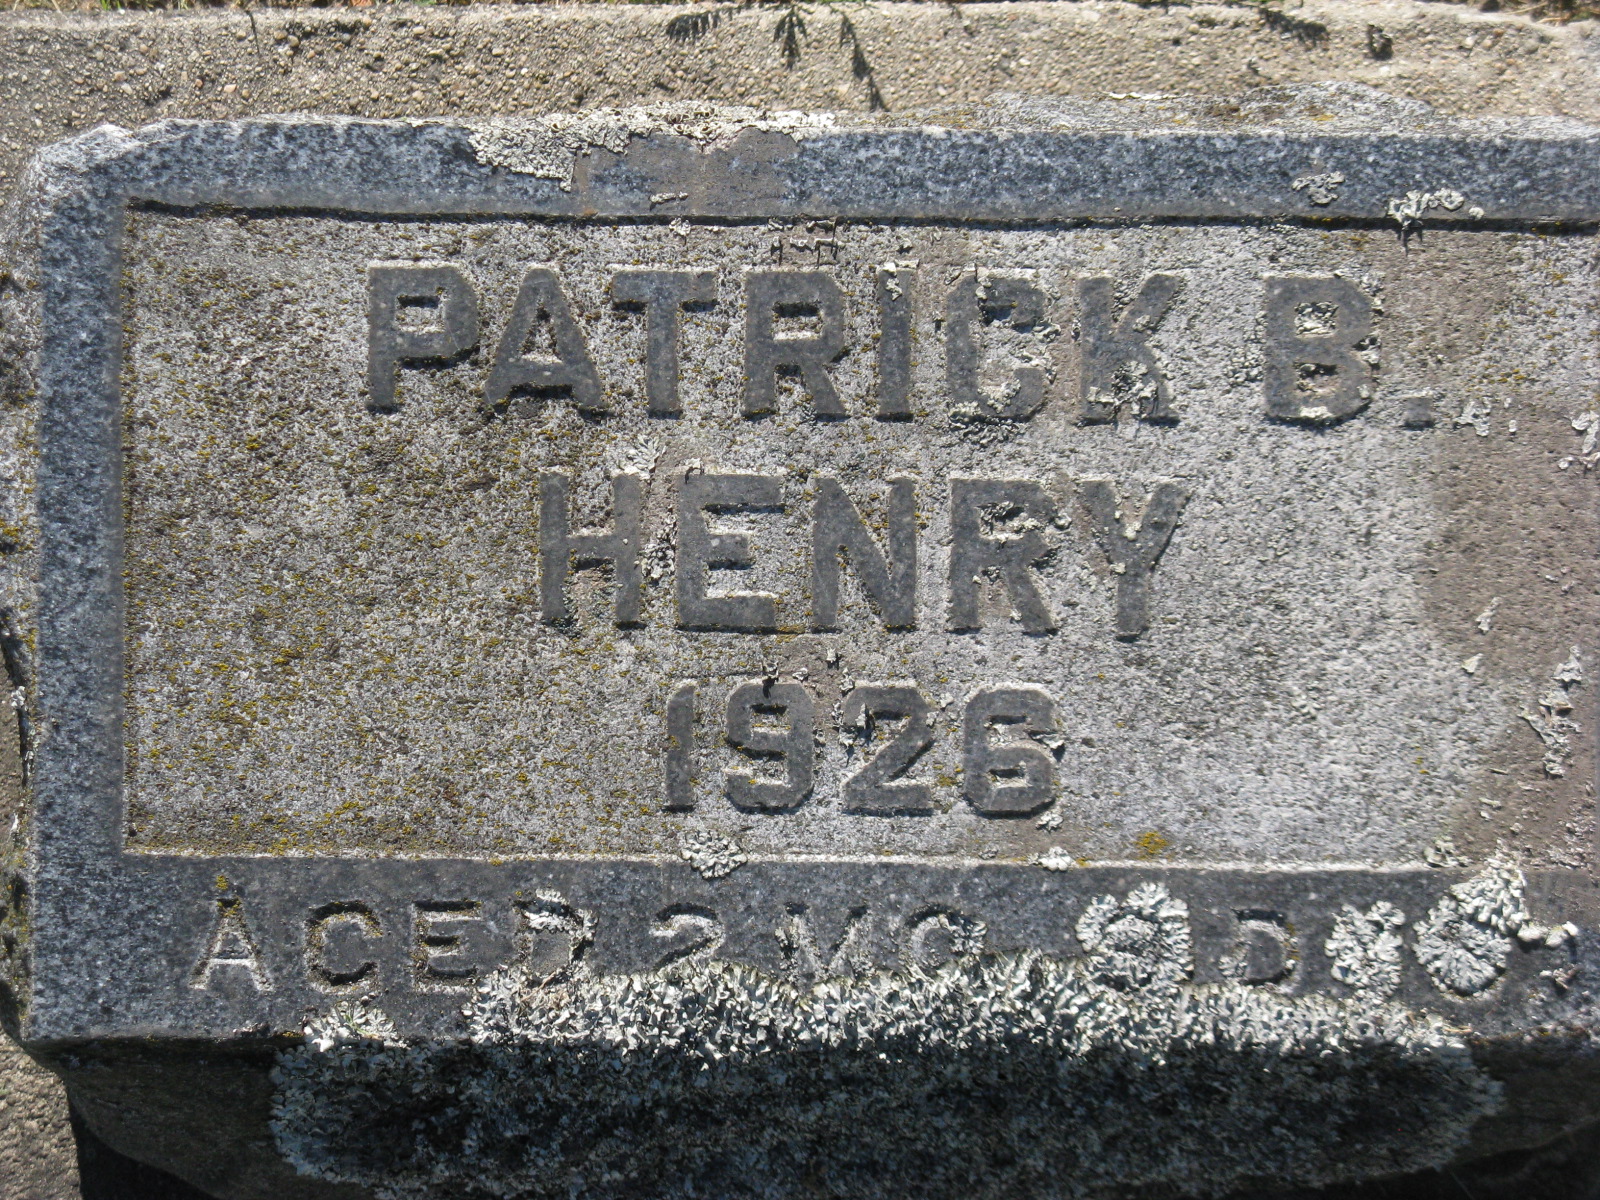 PATRICK B.
HENRY
1926
AGED 2 MO.